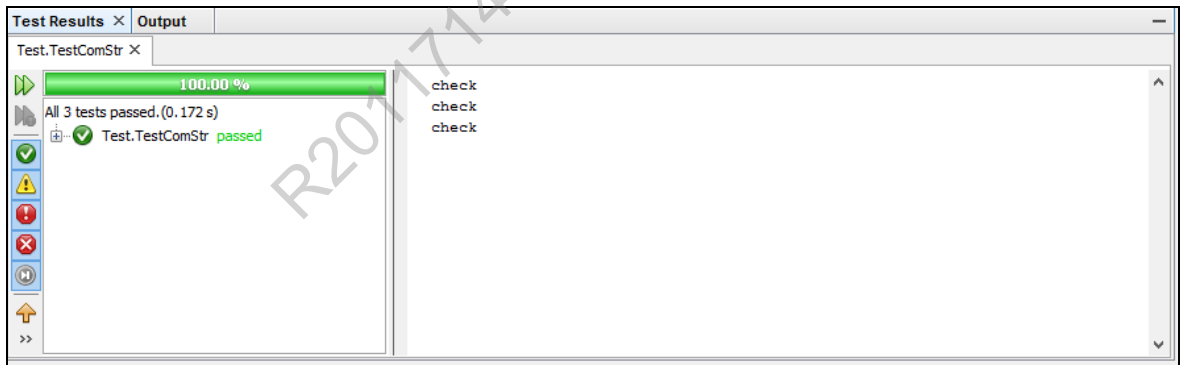 Test Results × Output
Test.TestComStr ×
100.00 %
All 3 tests passed.(0.172 s)
Test.TestComStr passed
check
check
check
R2011714